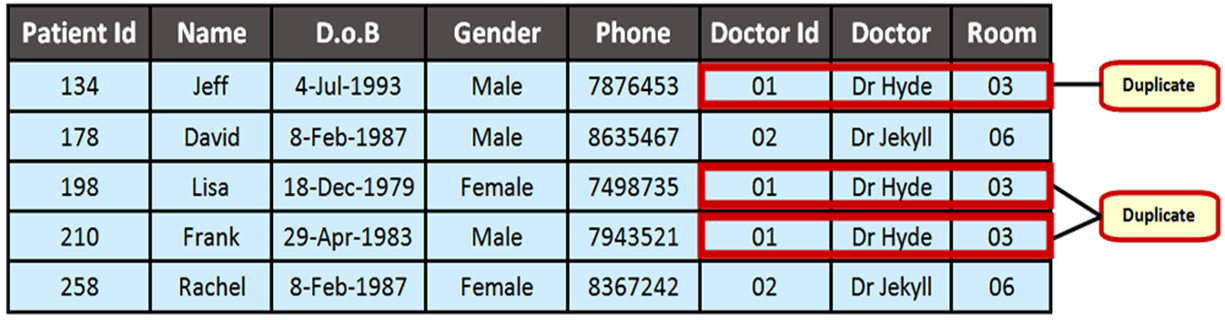 Patient Id Name D.o.B Gender Phone Doctor Id Doctor Room
134 Jeff 4-Jul-1993 Male 7876453 01 Dr Hyde 03 Duplicate
178 David 8-Feb-1987 Male 8635467 02 Dr Jekyll 06
198 Lisa 18-Dec-1979 Female 7498735 01 Dr Hyde 03
Duplicate
210 Frank 29-Apr-1983 Male 7943521 01 Dr Hyde 03
258 Rachel 8-Feb-1987 Female 8367242 02 Dr Jekyll 06